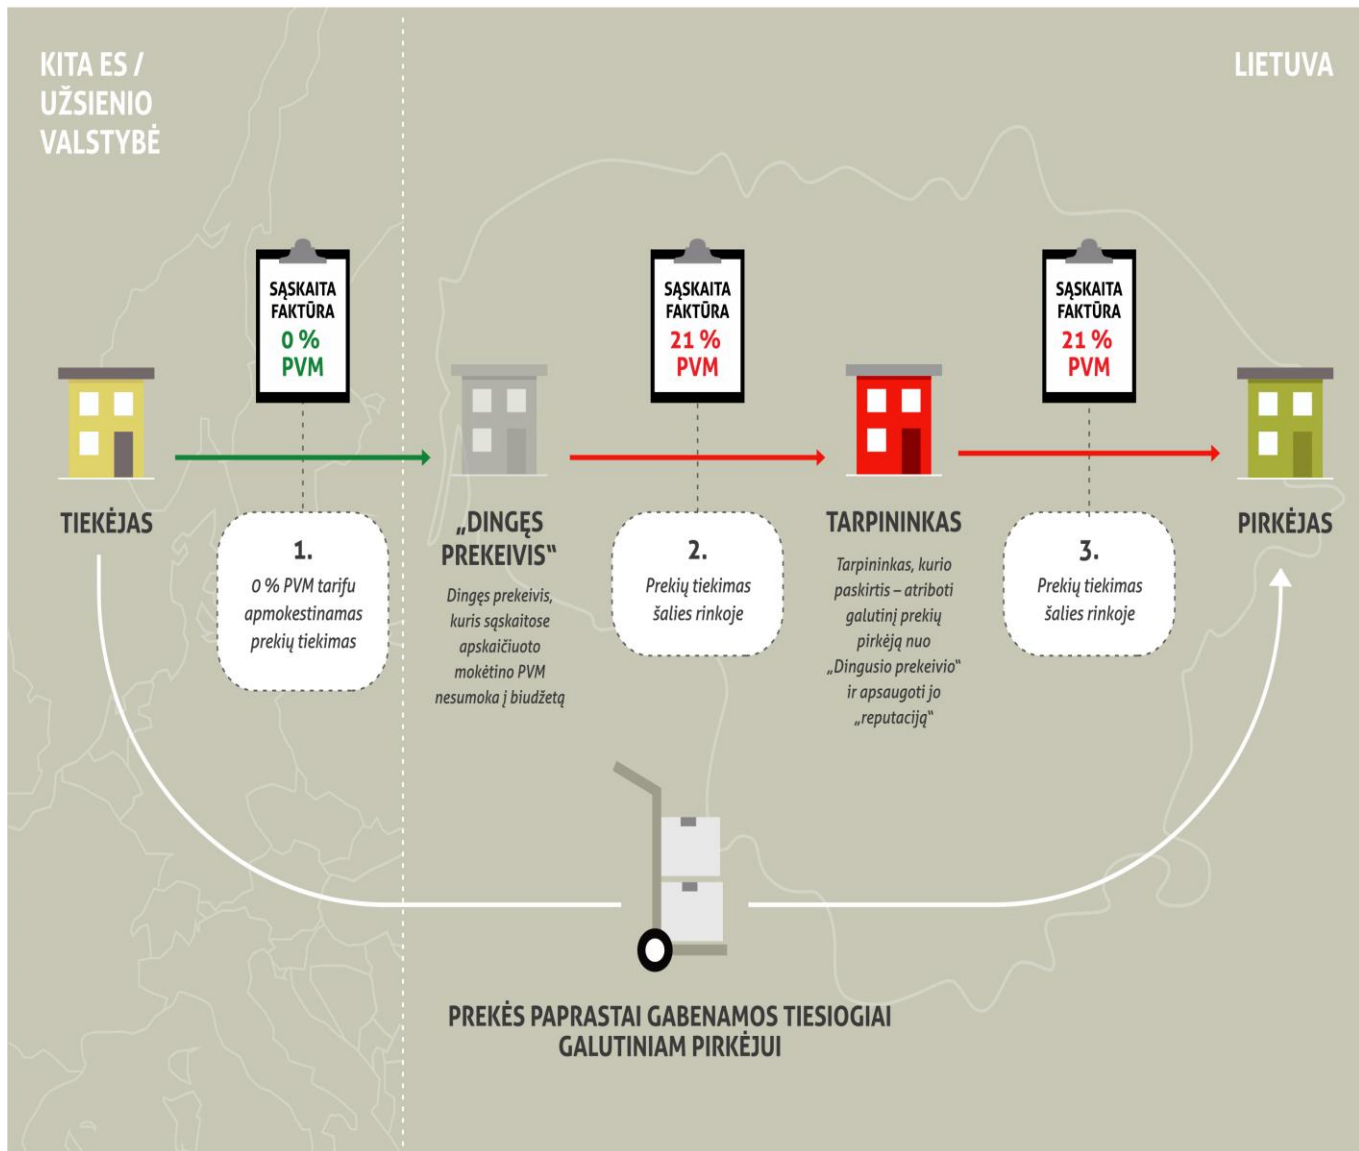 KITA ES /
UŽSIENIO
VALSTYBĖ
LIETUVA
SĄSKAITA
FAKTŪRA
0 %
PVM
SĄSKAITA
FAKTŪRA
21 %
PVM
SĄSKAITA
FAKTŪRA
21 %
PVM
TIEKĖJAS
1.
0 % PVM tarifu
apmokestinamas
prekių tiekimas
„DINGĘS
PREKEIVIS“
Dingęs prekeivis,
kuris sąskaitose
apskaičiuoto
mokėtino PVM
nesumoka į biudžetą
2.
Prekių tiekimas
šalies rinkoje
TARPININKAS
Tarpininkas, kurio
paskirtis – atriboti
galutinį prekių
pirkėją nuo
„Dingusio prekeivio“
ir apsaugoti jo
„reputaciją“
3.
Prekių tiekimas
šalies rinkoje
PIRKĖJAS
PREKĖS PAPRASTAI GABENAMOS TIESIOGIAI
GALUTINIAM PIRKĖJUI